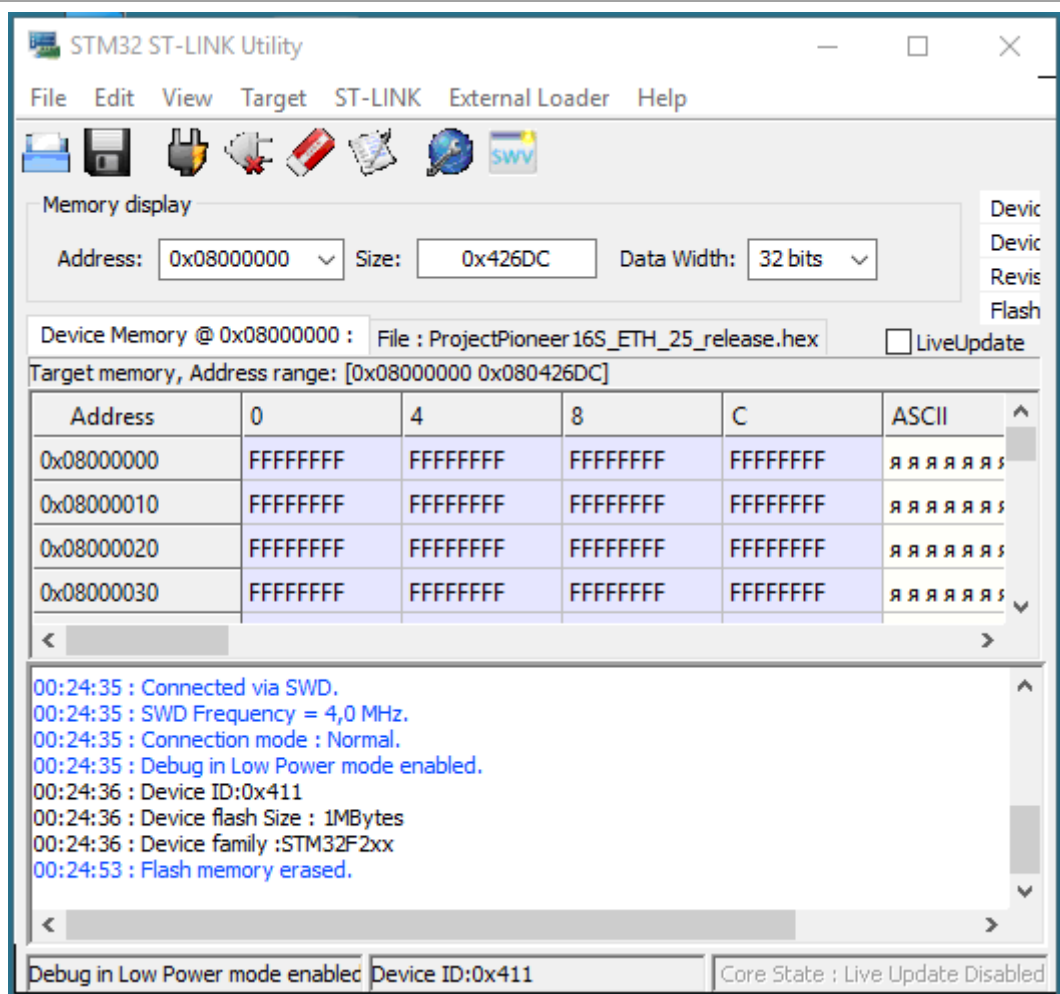 STM32 ST-LINK Utility
File Edit View Target ST-LINK External Loader Help
SWV
Memory display
Address: 0x08000000 Size: 0x426DC Data Width: 32 bits
Devic
Devic
Revis
Flash
Device Memory @ 0x08000000 : File : ProjectPioneer16S_ETH_25_release.hex LiveUpdate
Target memory, Address range: [0x08000000 0x080426DC]
Address 0 4 8 C ASCII
0x08000000 FFFFFFFF FFFFFFFF FFFFFFFF FFFFFFFF я я я я я я
0x08000010 FFFFFFFF FFFFFFFF FFFFFFFF FFFFFFFF я я я я я я
0x08000020 FFFFFFFF FFFFFFFF FFFFFFFF FFFFFFFF я я я я я я
0x08000030 FFFFFFFF FFFFFFFF FFFFFFFF FFFFFFFF я я я я я я
00:24:35 : Connected via SWD.
00:24:35 : SWD Frequency = 4,0 MHz.
00:24:35 : Connection mode : Normal.
00:24:35 : Debug in Low Power mode enabled.
00:24:36 : Device ID:0x411
00:24:36 : Device flash Size : 1MBytes
00:24:36 : Device family :STM32F2xx
00:24:53 : Flash memory erased.
Debug in Low Power mode enabled Device ID:0x411 Core State : Live Update Disabled